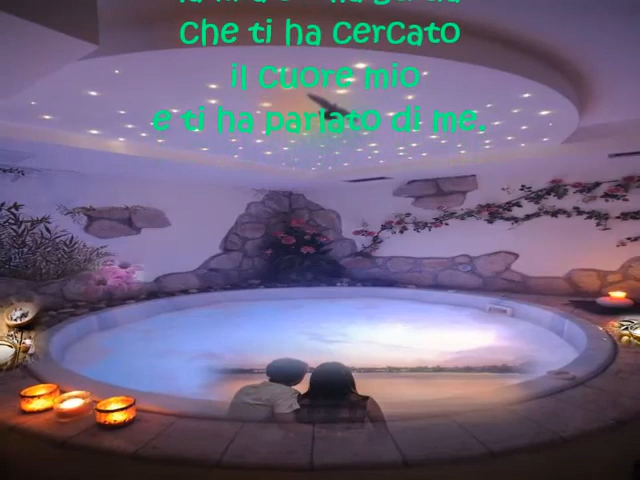 che ti ha cercato
il cuore mio
e ti ha parlato di me.